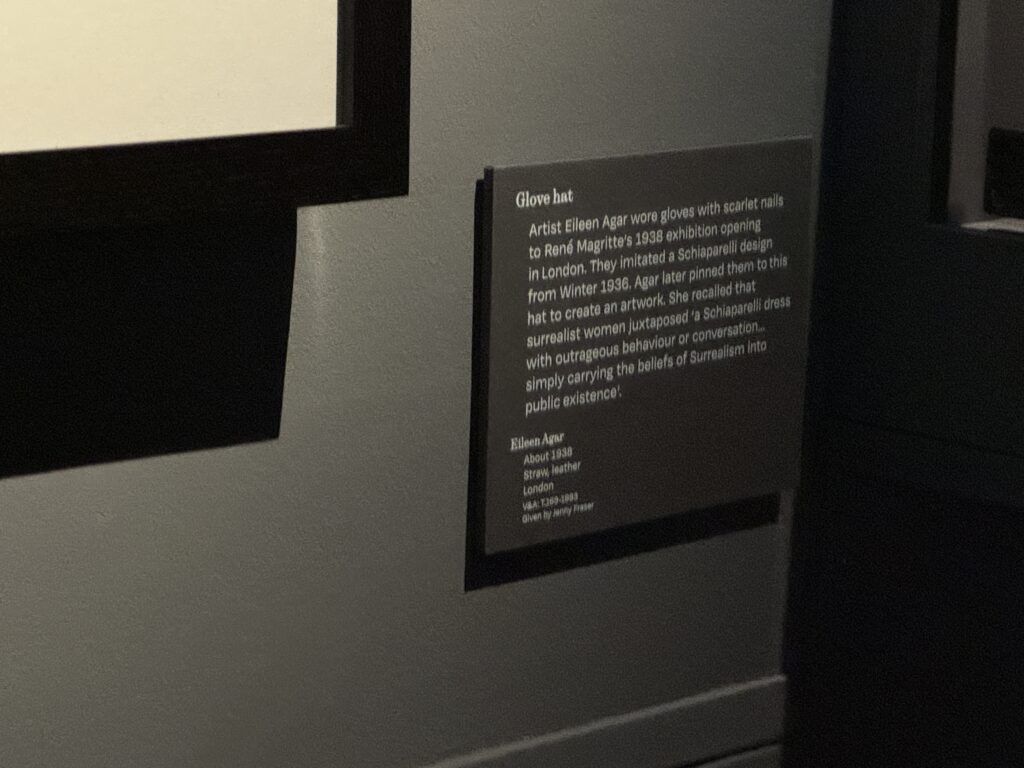 Glove hat
Artist Eileen Agar wore gloves with scarlet nails
to René Magritte's 1938 exhibition opening
in London. They imitated a Schiaparelli design
from Winter 1936. Agar later pinned them to this
hat to create an artwork. She recalled that
surrealist women juxtaposed 'a Schiaparelli dress
with outrageous behaviour or conversation...
simply carrying the beliefs of Surrealism into
public existence'.
Eileen Agar
About 1938
Straw, leather
London
V&A: T.169-1993
Given by Jenny Fraser